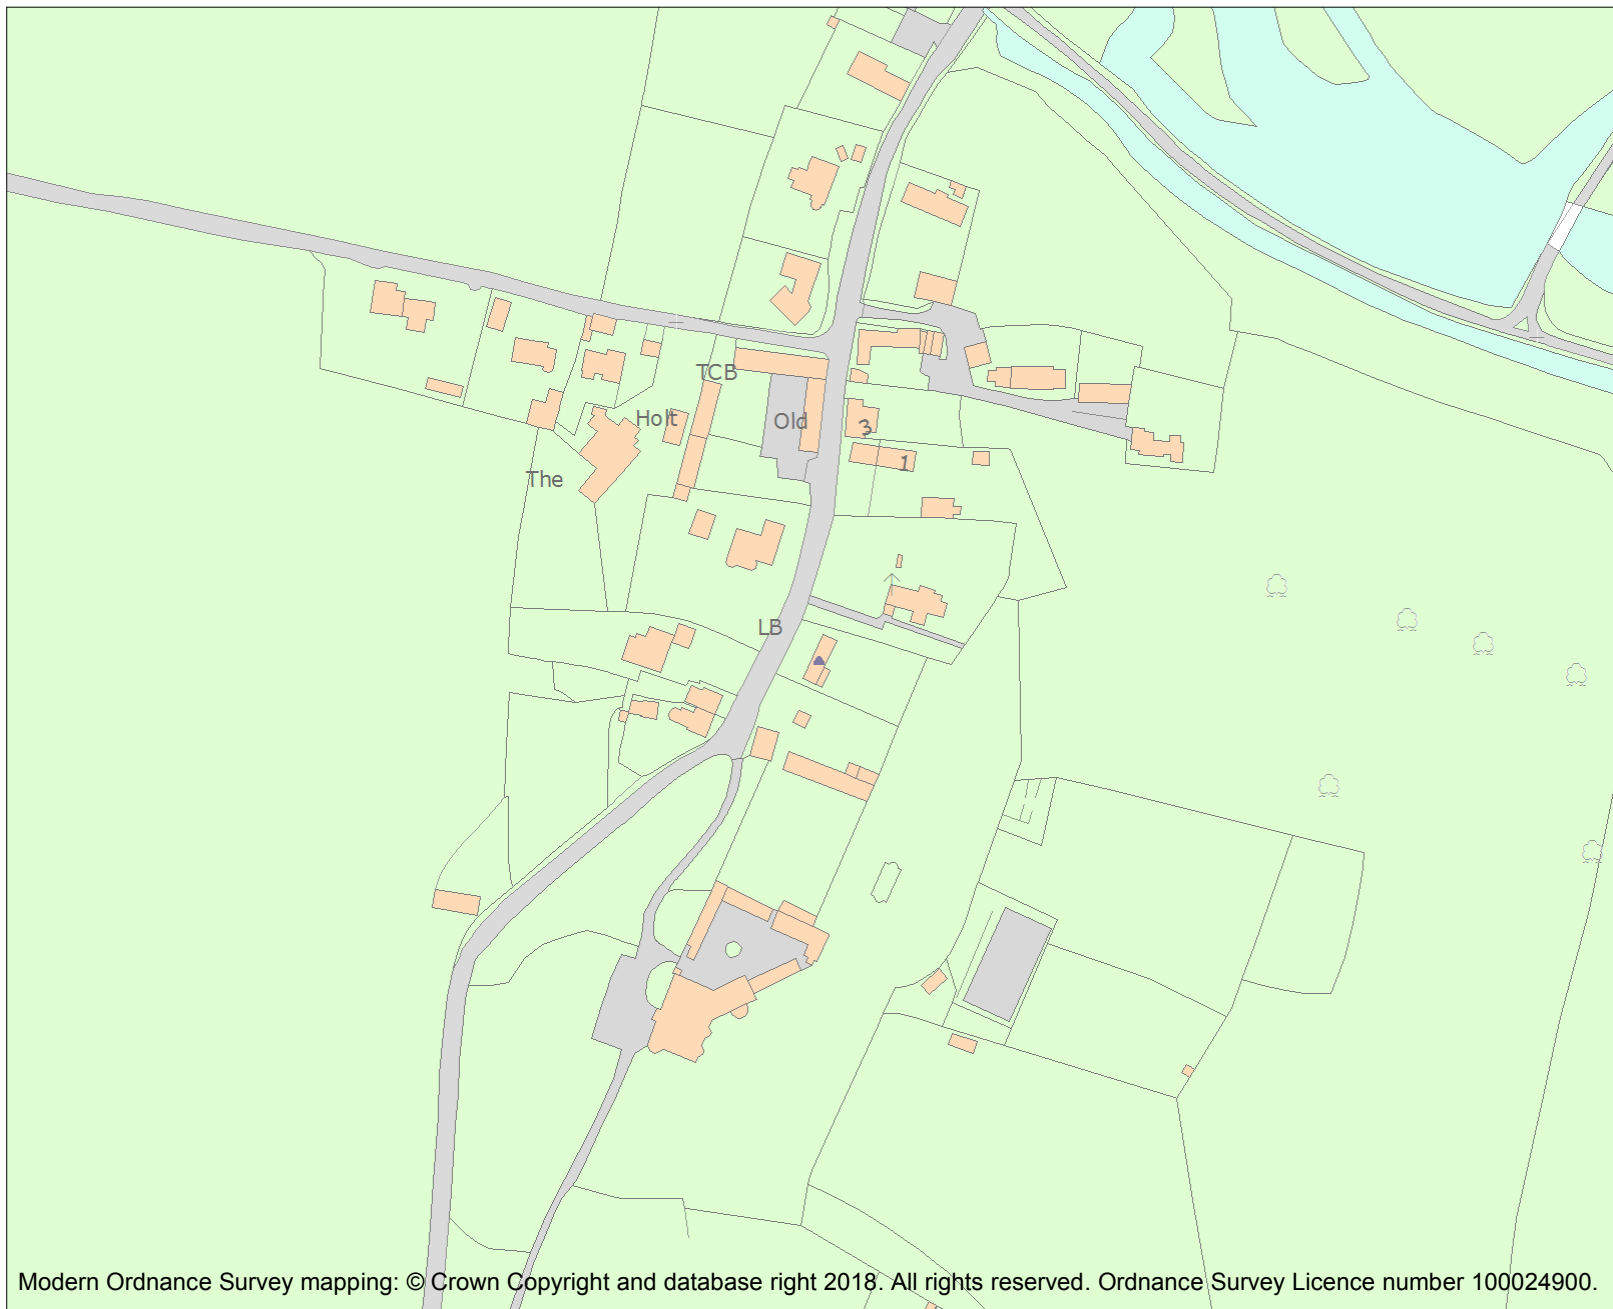 TCB
Holt
Old
3
1
The
LB
Modern Ordnance Survey mapping: © Crown Copyright and database right 2018. All rights reserved. Ordnance Survey Licence number 100024900.